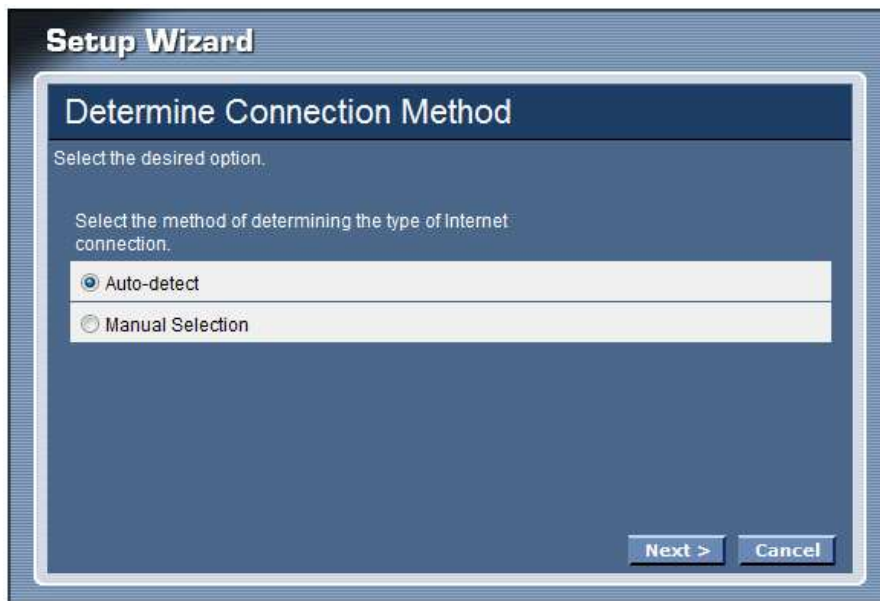 Setup Wizard
Determine Connection Method
Select the desired option.
Select the method of determining the type of Internet
connection.
Auto-detect
Manual Selection
Next >
Cancel